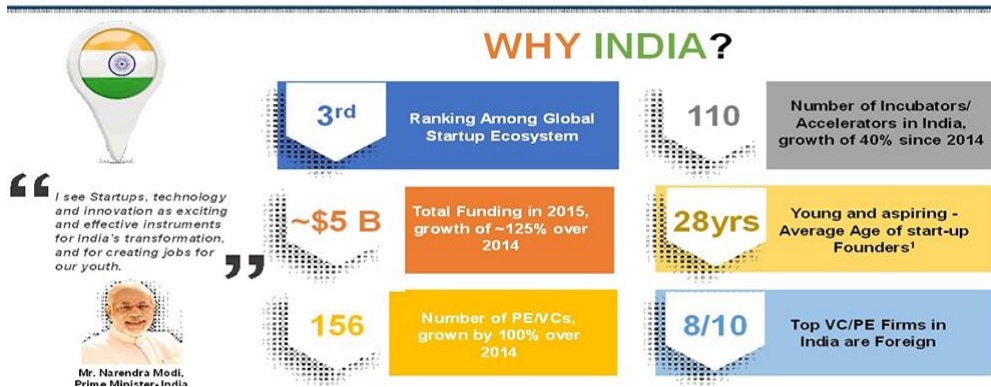 WHY INDIA?
“
I see Startups, technology
and innovation as exciting
and effective instruments
for India's transformation,
and for creating jobs for
our youth.
”
Mr. Narendra Modi,
Prime Minister-India
3rd
Ranking Among Global
Startup Ecosystem
110
Number of Incubators/
Accelerators in India,
growth of 40% since 2014
~$5 B
Total Funding in 2015,
growth of ~125% over
2014
28yrs
Young and aspiring -
Average Age of start-up
Founders¹
156
Number of PE/VCs,
grown by 100% over
2014
8/10
Top VC/PE Firms in
India are Foreign